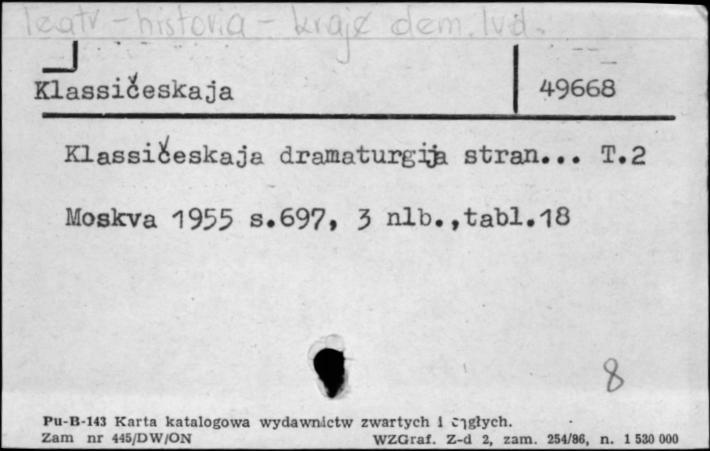 Teatr - historia - kraje dem. lud.
Klassičeskaja 49668
Klassičeskaja dramaturgija stran... T.2
Moskva 1955 s.697, 3 nlb.,tabl.18
8
Pu-B-143 Karta katalogowa wydawnictw zwartych i ciągłych.
Zam nr 445/DW/ON WZGraf. Z-d 2, zam. 254/86, n. 1 530 000